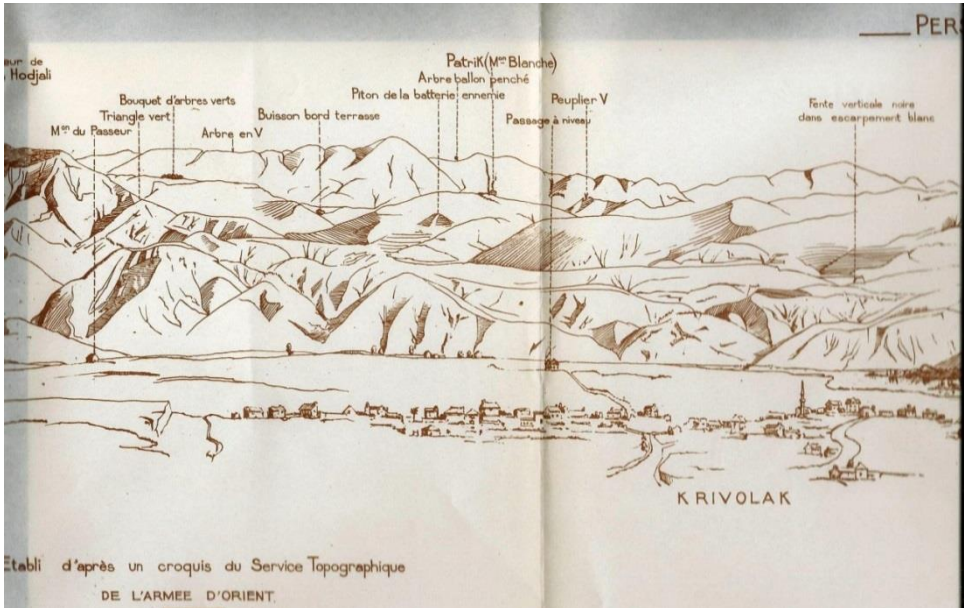 PERS
eur de
Hodjali
Patrik (Mon Blanche)
Arbre ballon penché
Piton de la batterie ennemie
Peuplier V
Bouquet d'arbres verts
Triangle vert
Buisson bord terrasse
Passage à niveau
Fente verticale noire
dans escarpement blanc
Mon du Passeur
Arbre en V
KRIVOLAK
Etabli d'après un croquis du Service Topographique
DE L'ARMEE D'ORIENT.